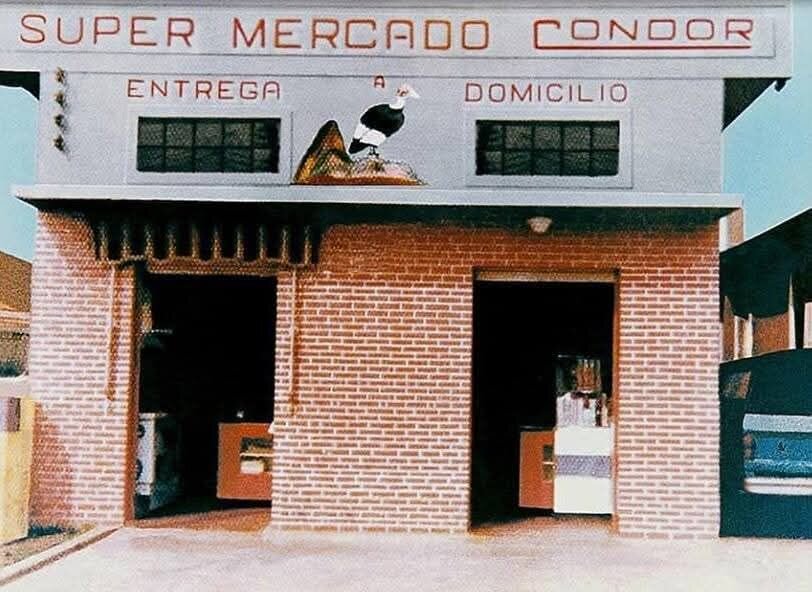 SUPER MERCADO CONDOR
ENTREGA A DOMICILIO